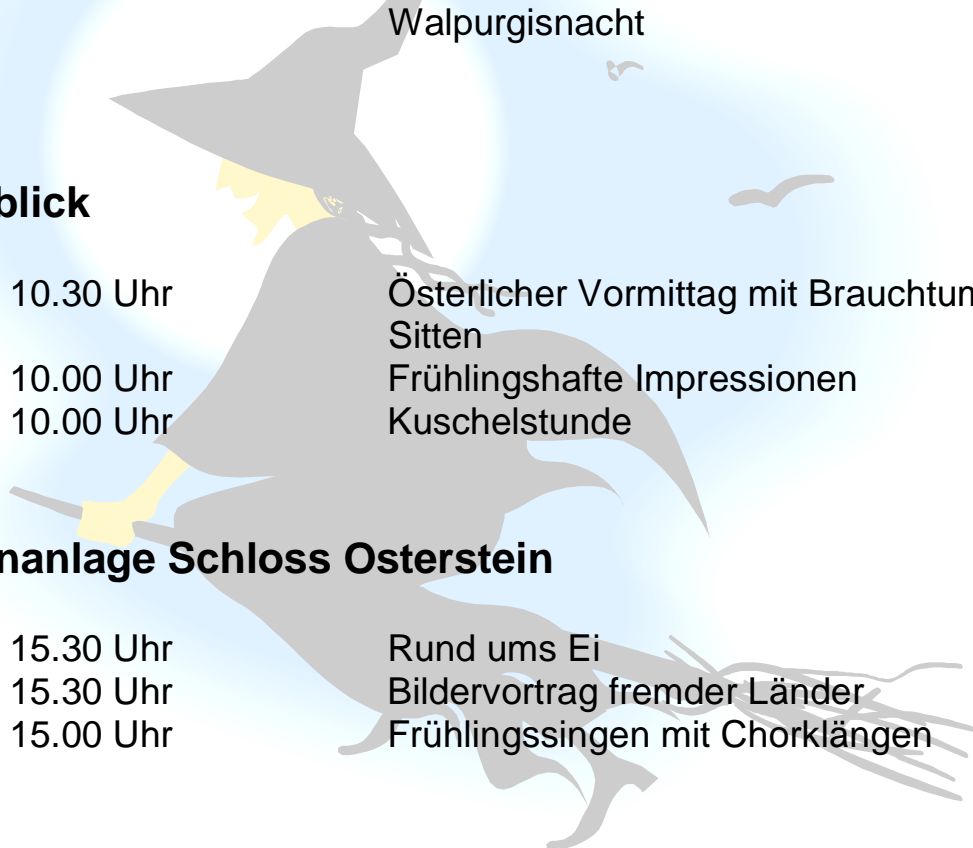 Walpurgisnacht
blick
10.30 Uhr Österlicher Vormittag mit Brauchtum
Sitten
10.00 Uhr Frühlingshafte Impressionen
10.00 Uhr Kuschelstunde
nanlage Schloss Osterstein
15.30 Uhr Rund ums Ei
15.30 Uhr Bildervortrag fremder Länder
15.00 Uhr Frühlingssingen mit Chorklängen